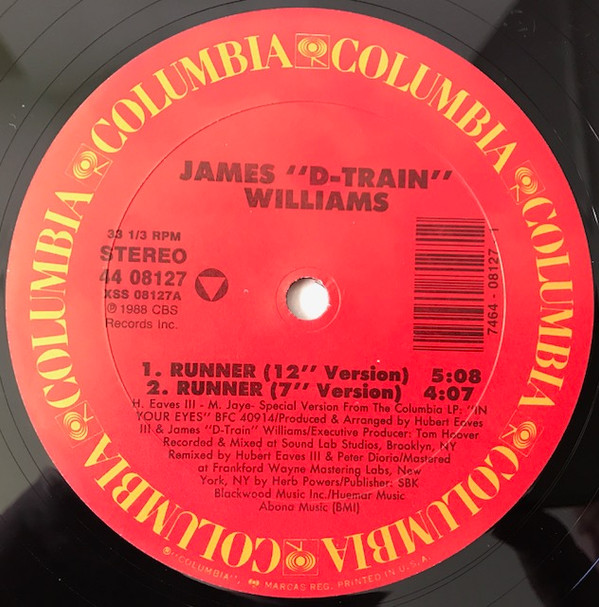 COLUMBIA COLUMBIA COLUMBIA COLUMBIA COLUMBIA COLUMBIA COLUMBIA COLUMBIA
JAMES "D-TRAIN"
WILLIAMS
33 1/3 RPM
STEREO
44 08127
XSS 08127A
℗ 1988 CBS
Records Inc.
7464 - 08127
1. RUNNER (12'' Version) 5:08
2. RUNNER (7'' Version) 4:07
H. Eaves III - M. Jaye- Special Version From The Columbia LP: "IN
YOUR EYES" BFC 40914/Produced & Arranged by Hubert Eaves
III & James "D-Train" Williams/Executive Producer: Tom Hoover
Recorded & Mixed at Sound Lab Studios, Brooklyn, NY
Remixed by Hubert Eaves III & Peter Diorio/Mastered
at Frankford Wayne Mastering Labs, New
York, NY by Herb Powers/Publisher: SBK
Blackwood Music Inc./Huemar Music
Abana Music (BMI)
"COLUMBIA", MARCAS REG. PRINTED IN U.S.A.